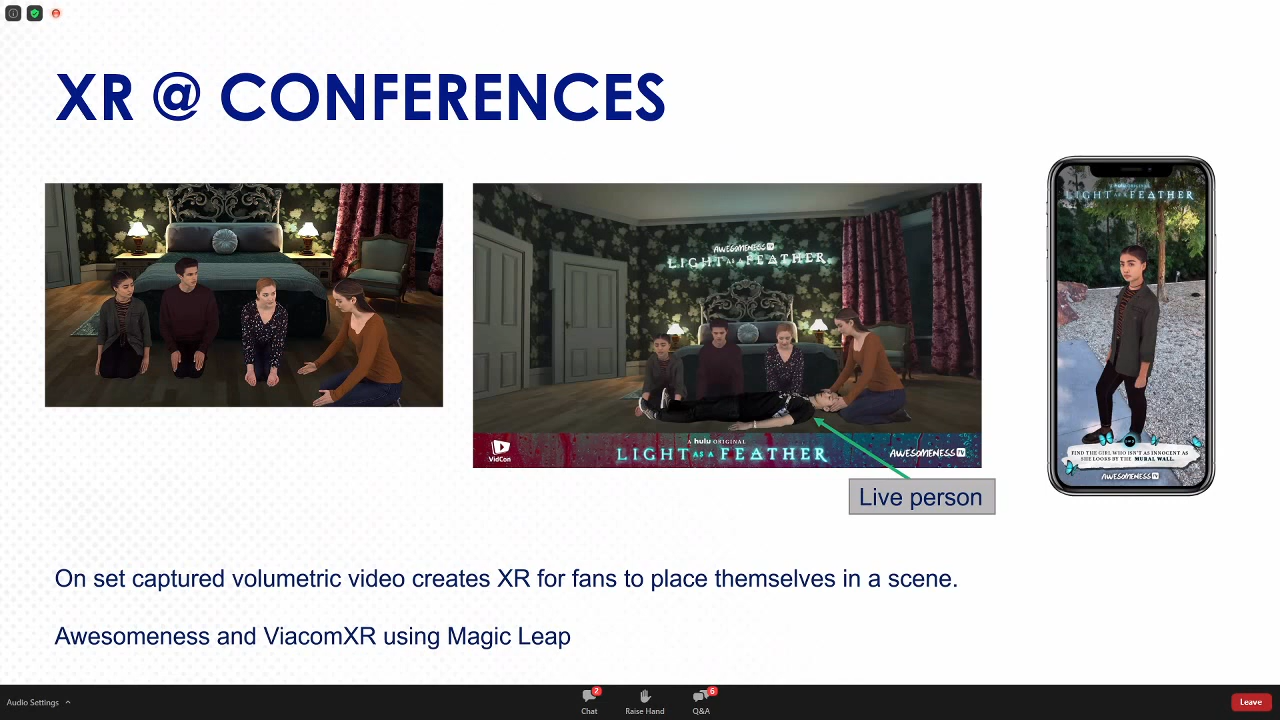 XR @ CONFERENCES
AWESOMENESS TV
LIGHT AS A FEATHER
VidCon
A hulu ORIGINAL
LIGHT AS A FEATHER
AWESOMENESS TV
Live person
LIGHT AS A FEATHER
FIND THE GIRL WHO ISN'T AS INNOCENT AS
SHE LOOKS BY THE MURAL WALL.
AWESOMENESS TV
On set captured volumetric video creates XR for fans to place themselves in a scene.
Awesomeness and ViacomXR using Magic Leap
Audio Settings
2
Chat
Raise Hand
6
Q&A
Leave